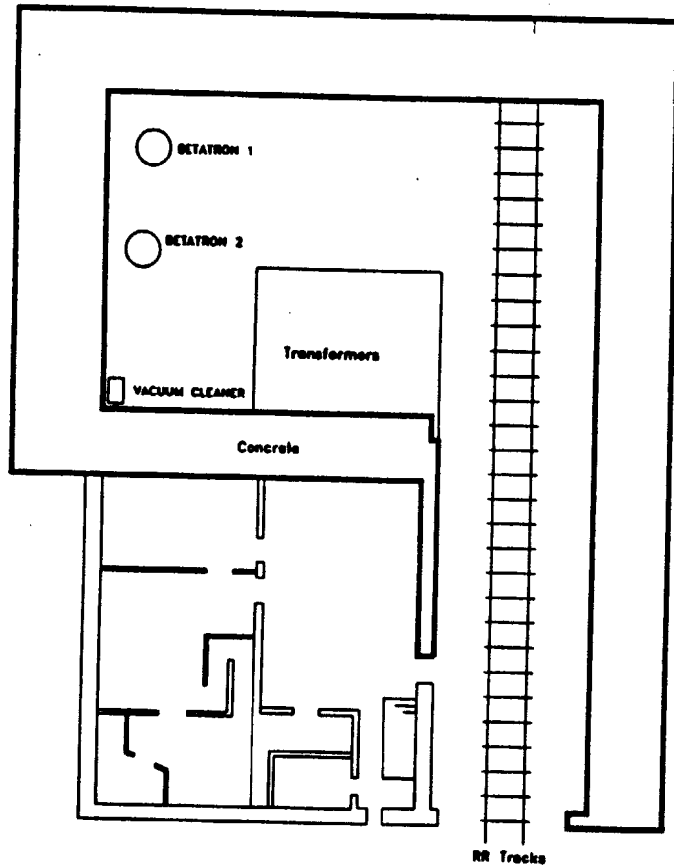 BETATRON 1
BETATRON 2
Transformers
VACUUM CLEANER
Concrete
RR Tracks